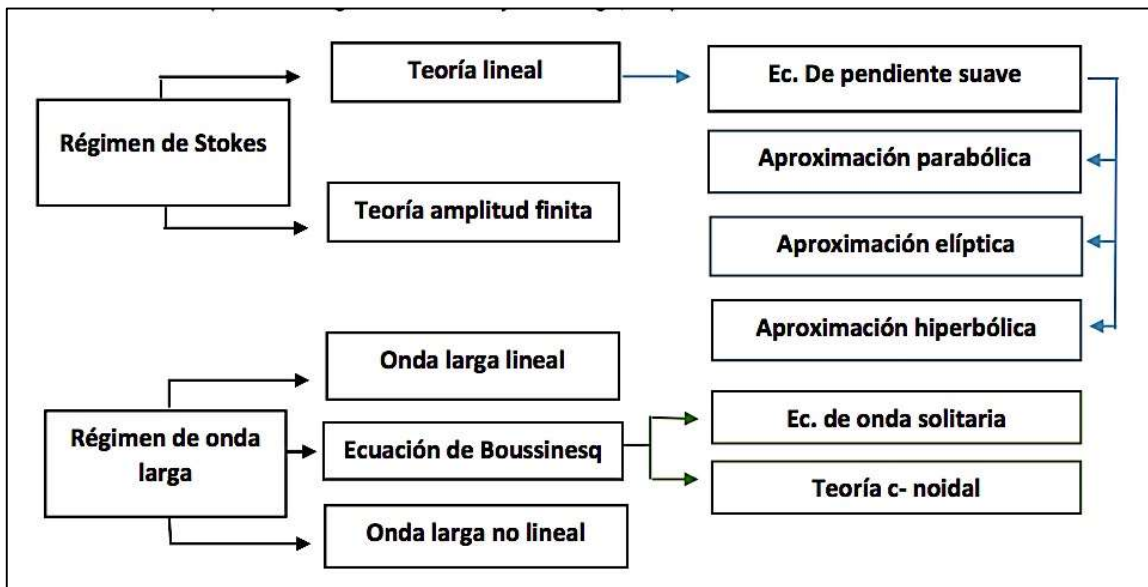 Teoría lineal
Ec. De pendiente suave
Régimen de Stokes
Aproximación parabólica
Teoría amplitud finita
Aproximación elíptica
Aproximación hiperbólica
Onda larga lineal
Régimen de onda
larga
Ecuación de Boussinesq
Ec. de onda solitaria
Teoría c- noidal
Onda larga no lineal